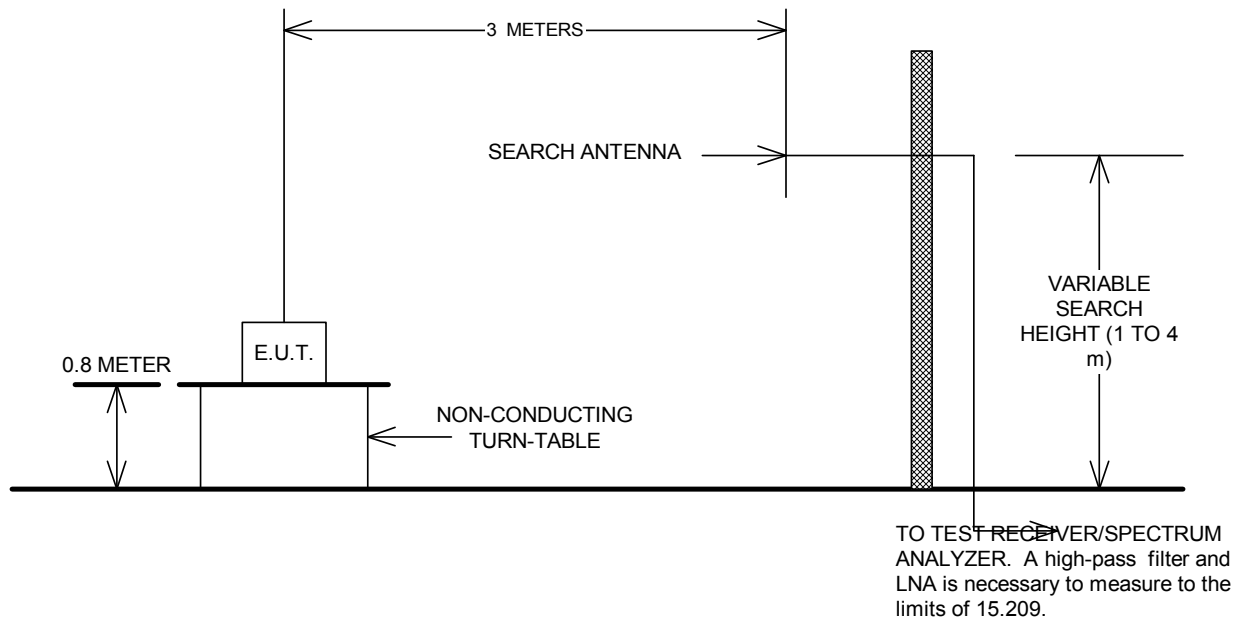 3 METERS
SEARCH ANTENNA
VARIABLE
SEARCH
HEIGHT (1 TO 4
m)
E.U.T.
0.8 METER
NON-CONDUCTING
TURN-TABLE
TO TEST RECEIVER/SPECTRUM
ANALYZER. A high-pass filter and
LNA is necessary to measure to the
limits of 15.209.